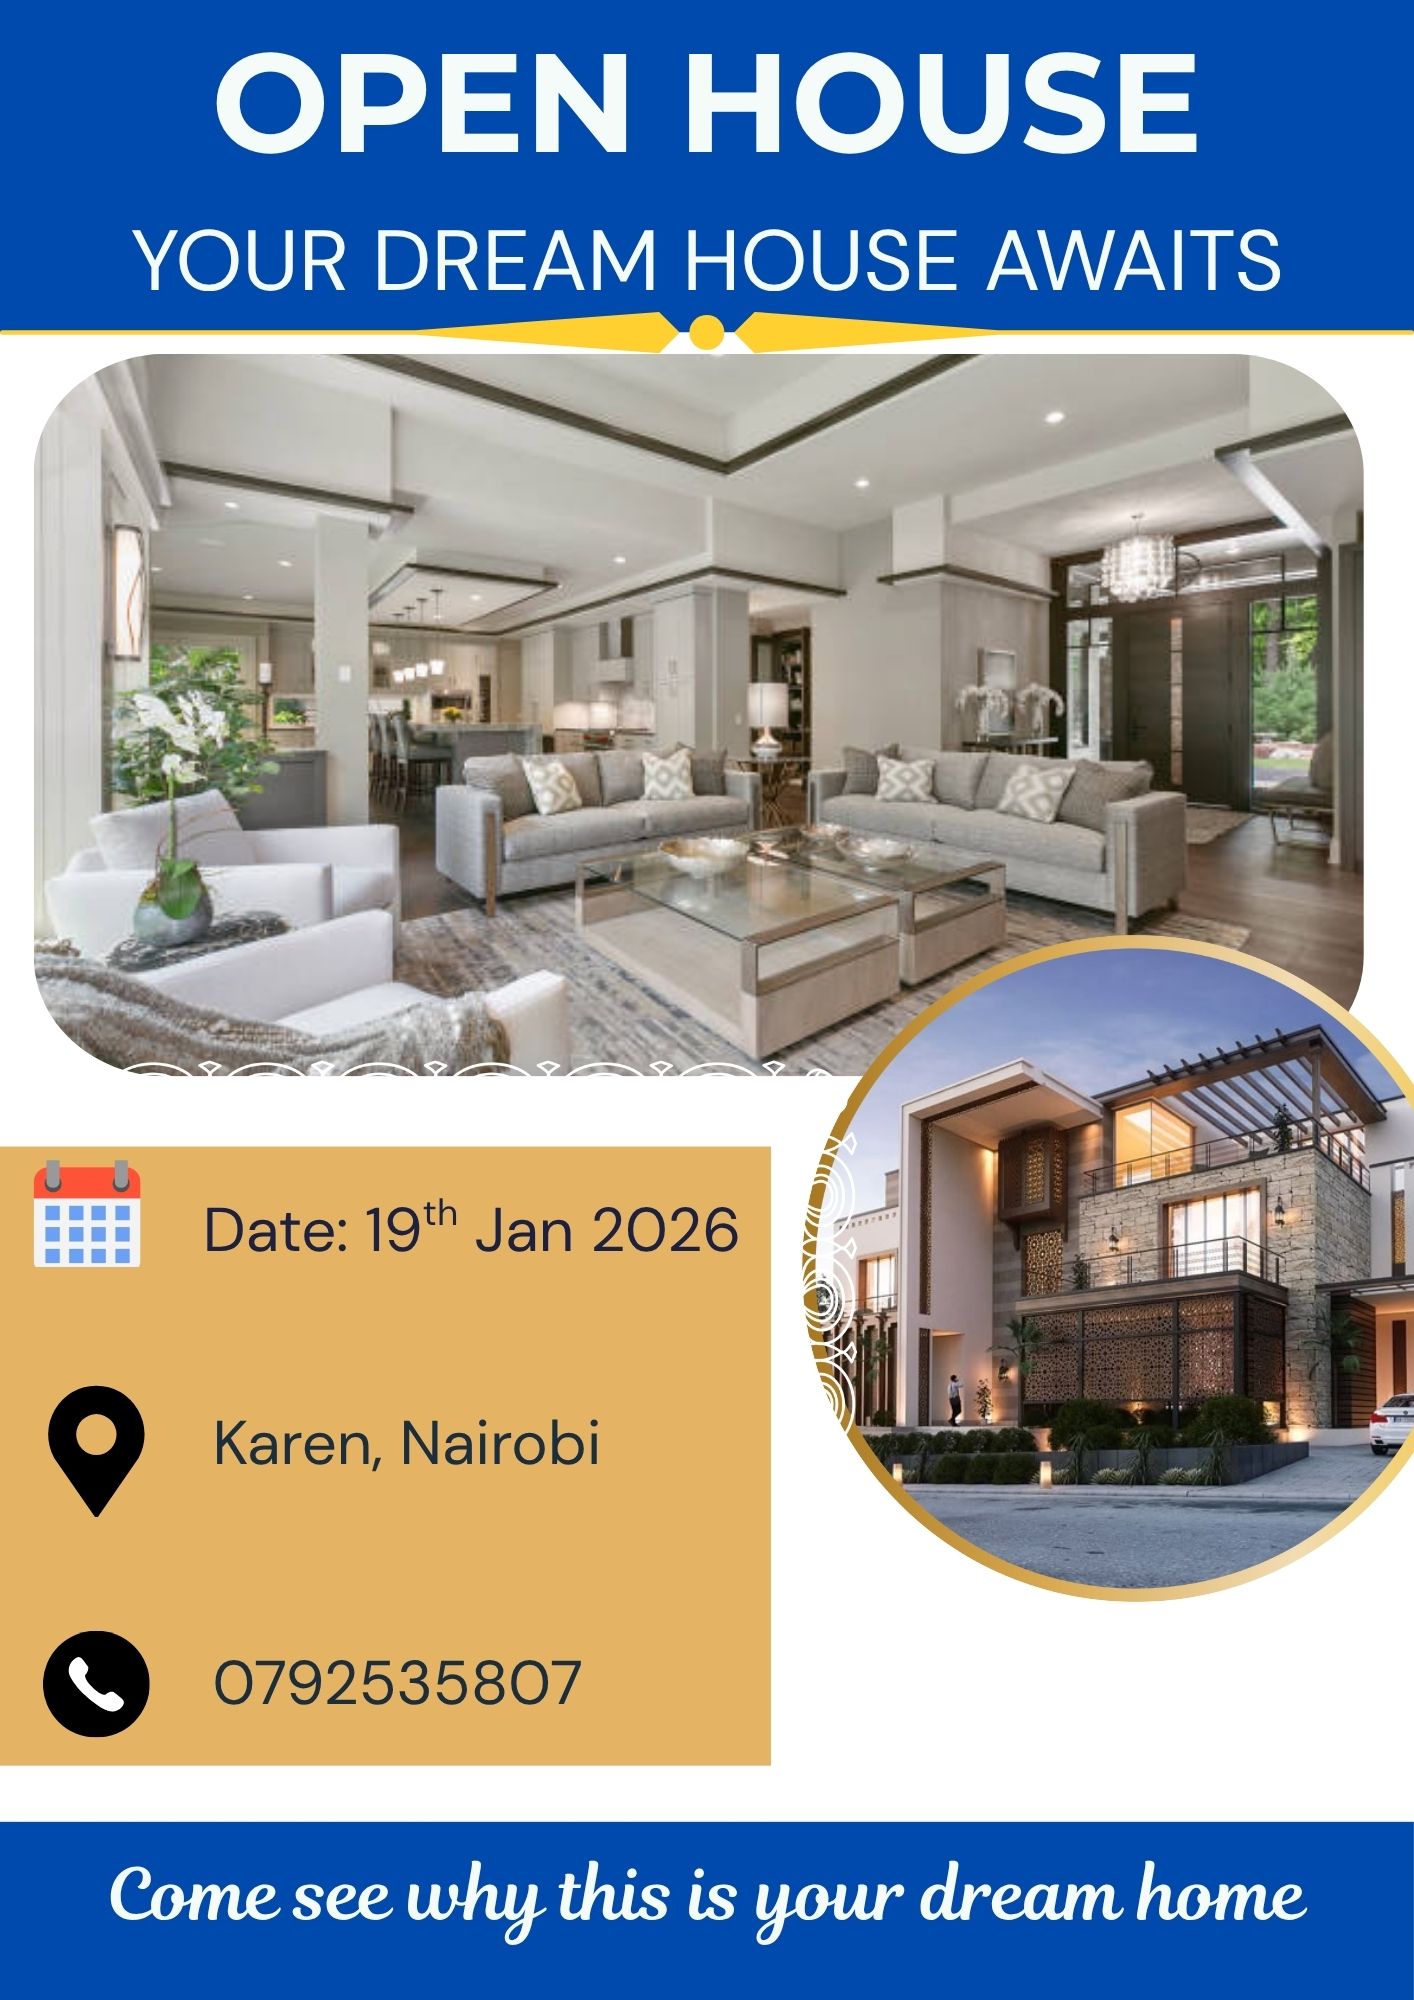 OPEN HOUSE
YOUR DREAM HOUSE AWAITS
Date: 19th Jan 2026
Karen, Nairobi
0792535807
Come see why this is your dream home